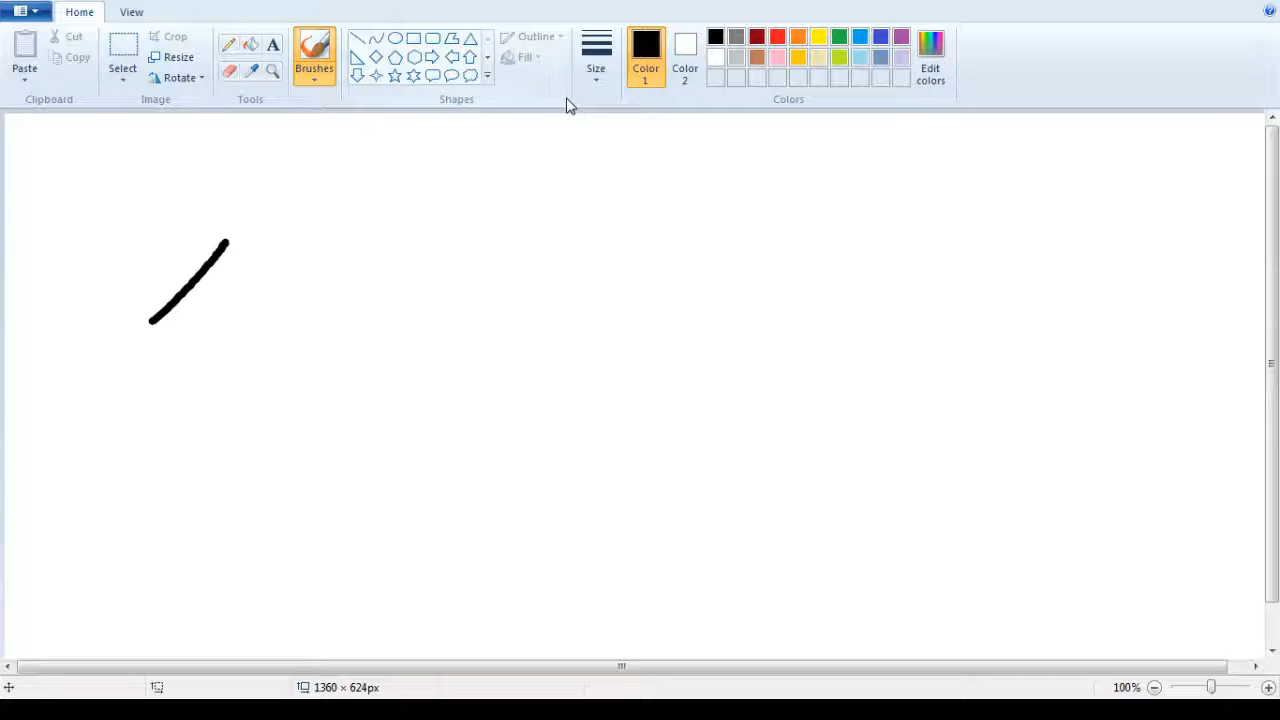 Home View
Cut
Copy
Paste
Clipboard
Crop
Resize
Rotate
Select
Image
A
Tools
Brushes
Outline
Fill
Shapes
Size
Color 1
Color 2
Edit colors
Colors
1360 × 624px
100%